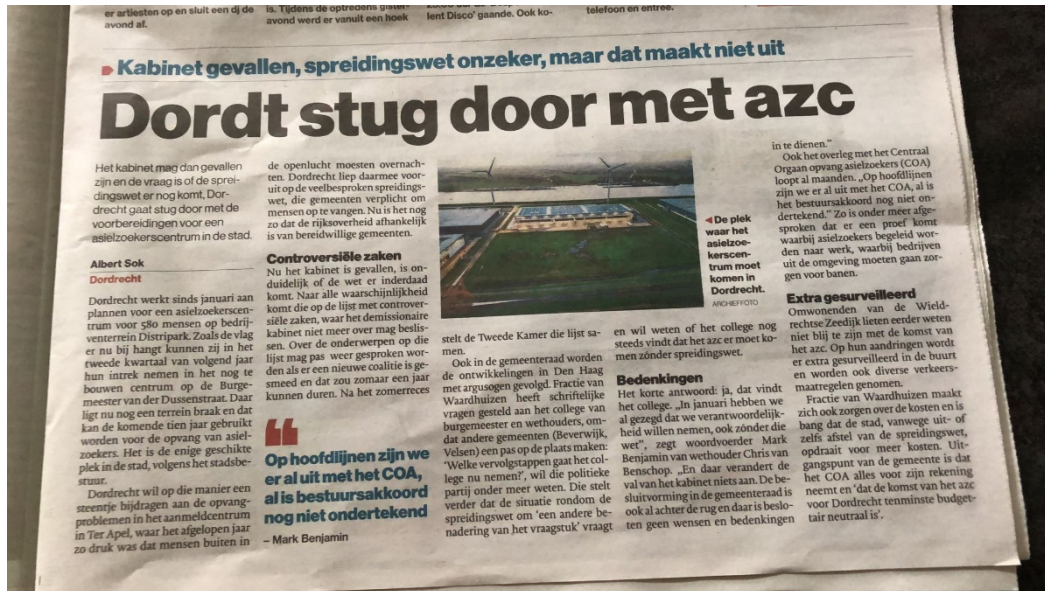 er artiesten op en sluit een dj de
avond af.
is. Tijdens de optredens gister-
avond werd er vanuit een hoek
lent Disco' gaande. Ook ko-
telefoon en entree.
Kabinet gevallen, spreidingswet onzeker, maar dat maakt niet uit
Dordt stug door met azc
Het kabinet mag dan gevallen
zijn en de vraag is of de sprei-
dingswet er nog komt, Dor-
drecht gaat stug door met de
voorbereidingen voor een
asielzoekerscentrum in de stad.
Albert Sok
Dordrecht
Dordrecht werkt sinds januari aan
plannen voor een asielzoekerscen-
trum voor 580 mensen op bedrij-
venterrein Distripark. Zoals de vlag
er nu bij hangt kunnen zij in het
tweede kwartaal van volgend jaar
hun intrek nemen in het nog te
bouwen centrum op de Burge-
meester van der Dussenstraat. Daar
ligt nu nog een terrein braak en dat
kan de komende tien jaar gebruikt
worden voor de opvang van asiel-
zoekers. Het is de enige geschikte
plek in de stad, volgens het stadsbe-
stuur.
Dordrecht wil op die manier een
steentje bijdragen aan de opvang-
problemen in het aanmeldcentrum
in Ter Apel, waar het afgelopen jaar
zo druk was dat mensen buiten in
de openlucht moesten overnach-
ten. Dordrecht liep daarmee voor-
uit op de veelbesproken spreidings-
wet, die gemeenten verplicht om
mensen op te vangen. Nu is het nog
zo dat de rijksoverheid afhankelijk
is van bereidwillige gemeenten.
Controversiële zaken
Nu het kabinet is gevallen, is on-
duidelijk of de wet er inderdaad
komt. Naar alle waarschijnlijkheid
komt die op de lijst met controver-
siële zaken, waar het demissionaire
kabinet niet meer over mag beslis-
sen. Over de onderwerpen op die
lijst mag pas weer gesproken wor-
den als er een nieuwe coalitie is ge-
smeed en dat zou zomaar een jaar
kunnen duren. Na het zomerreces
Op hoofdlijnen zijn we
er al uit met het COA,
al is bestuursakkoord
nog niet ondertekend
– Mark Benjamin
◀ De plek
waar het
asielzoe-
kerscen-
trum moet
komen in
Dordrecht.
ARCHIEFFOTO
stelt de Tweede Kamer die lijst sa-
men.
Ook in de gemeenteraad worden
de ontwikkelingen in Den Haag
met argusogen gevolgd. Fractie van
Waardhuizen heeft schriftelijke
vragen gesteld aan het college van
burgemeester en wethouders, om-
dat andere gemeenten (Beverwijk,
Velsen) een pas op de plaats maken:
'Welke vervolgstappen gaat het col-
lege nu nemen?', wil die politieke
partij onder meer weten. Die stelt
verder dat de situatie rondom de
spreidingswet om 'een andere be-
nadering van het vraagstuk' vraagt
en wil weten of het college nog
steeds vindt dat het azc er moet ko-
men zónder spreidingswet.
Bedenkingen
Het korte antwoord: ja, dat vindt
het college. „In januari hebben we
al gezegd dat we verantwoordelijk-
heid willen nemen, ook zónder die
wet”, zegt woordvoerder Mark
Benjamin van wethouder Chris van
Benschop. „En daar verandert de
val van het kabinet niets aan. De be-
sluitvorming in de gemeenteraad is
ook al achter de rug en daar is beslo-
ten geen wensen en bedenkingen
in te dienen.”
Ook het overleg met het Centraal
Orgaan opvang asielzoekers (COA)
loopt al maanden. „Op hoofdlijnen
zijn we er al uit met het COA, al is
het bestuursakkoord nog niet on-
dertekend.” Zo is onder meer afge-
sproken dat er een proef komt
waarbij asielzoekers begeleid wor-
den naar werk, waarbij bedrijven
uit de omgeving moeten gaan zor-
gen voor banen.
Extra gesurveilleerd
Omwonenden van de Wield-
rechtse Zeedijk lieten eerder weten
niet blij te zijn met de komst van
het azc. Op hun aandringen wordt
er extra gesurveilleerd in de buurt
en worden ook diverse verkeers-
maatregelen genomen.
Fractie van Waardhuizen maakt
zich ook zorgen over de kosten en is
bang dat de stad, vanwege uit- of
zelfs afstel van de spreidingswet,
opdraait voor meer kosten. Uit-
gangspunt van de gemeente is dat
het COA alles voor zijn rekening
neemt en 'dat de komst van het azc
voor Dordrecht tenminste budget-
tair neutraal is'.